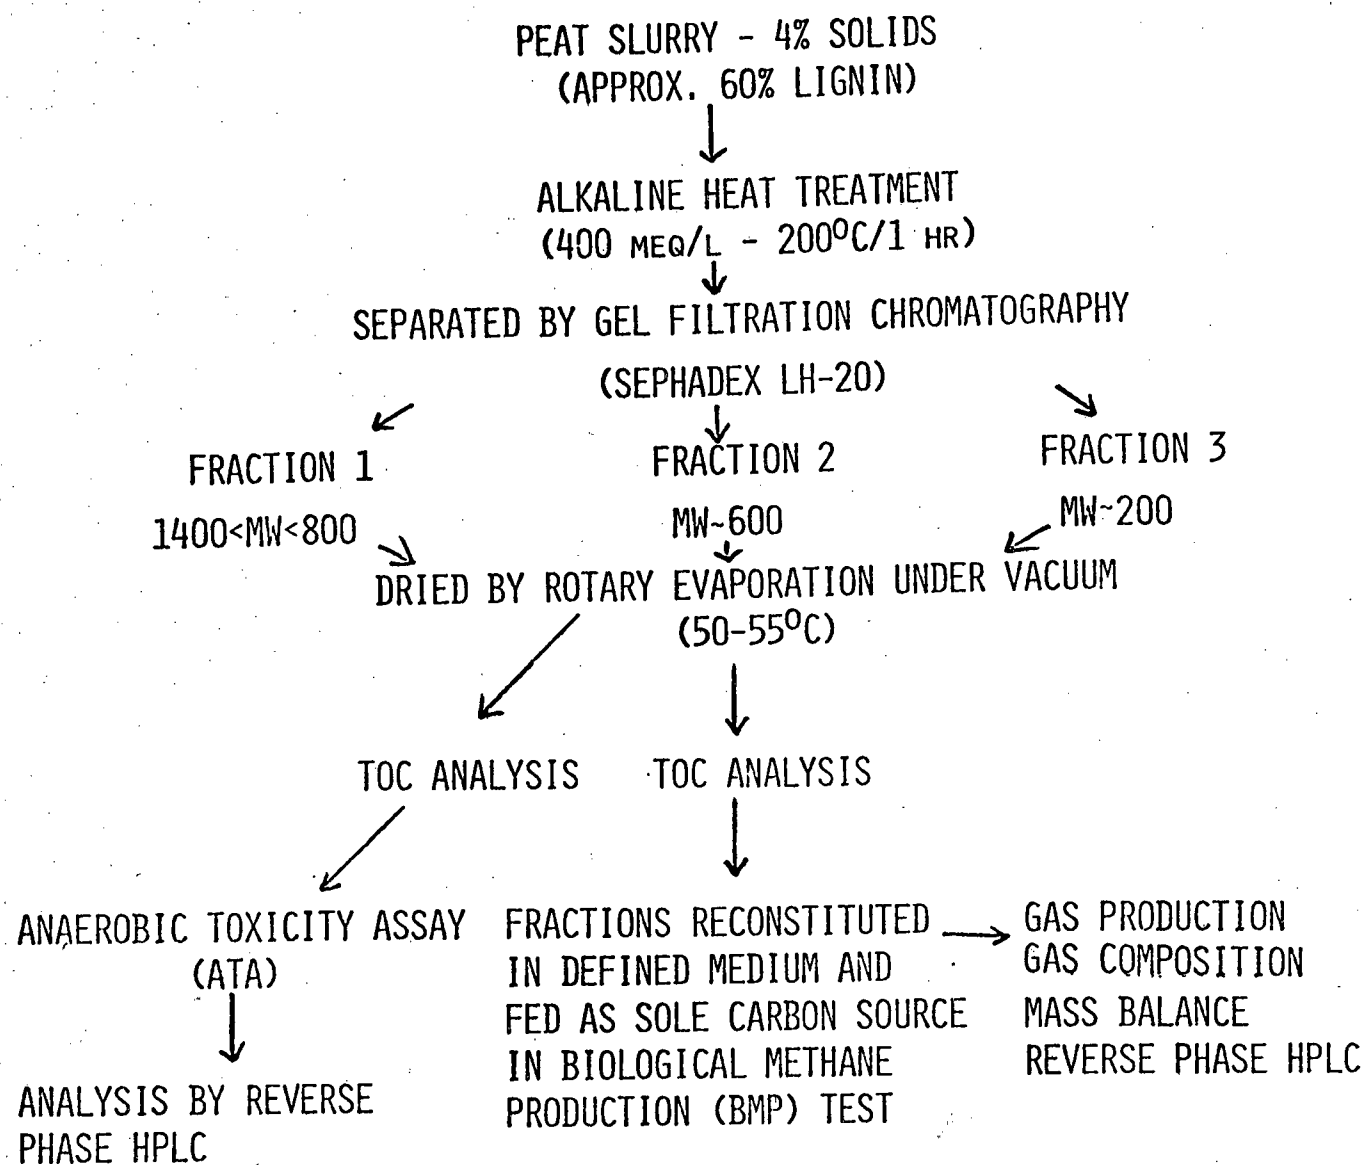 PEAT SLURRY - 4% SOLIDS
(APPROX. 60% LIGNIN)
ALKALINE HEAT TREATMENT
(400 MEQ/L - 200ºC/1 HR)
SEPARATED BY GEL FILTRATION CHROMATOGRAPHY
(SEPHADEX LH-20)
FRACTION 1
1400<MW<800
FRACTION 2
MW~600
FRACTION 3
MW~200
DRIED BY ROTARY EVAPORATION UNDER VACUUM
(50-55ºC)
TOC ANALYSIS
TOC ANALYSIS
ANAEROBIC TOXICITY ASSAY
(ATA)
ANALYSIS BY REVERSE
PHASE HPLC
FRACTIONS RECONSTITUTED
IN DEFINED MEDIUM AND
FED AS SOLE CARBON SOURCE
IN BIOLOGICAL METHANE
PRODUCTION (BMP) TEST
GAS PRODUCTION
GAS COMPOSITION
MASS BALANCE
REVERSE PHASE HPLC